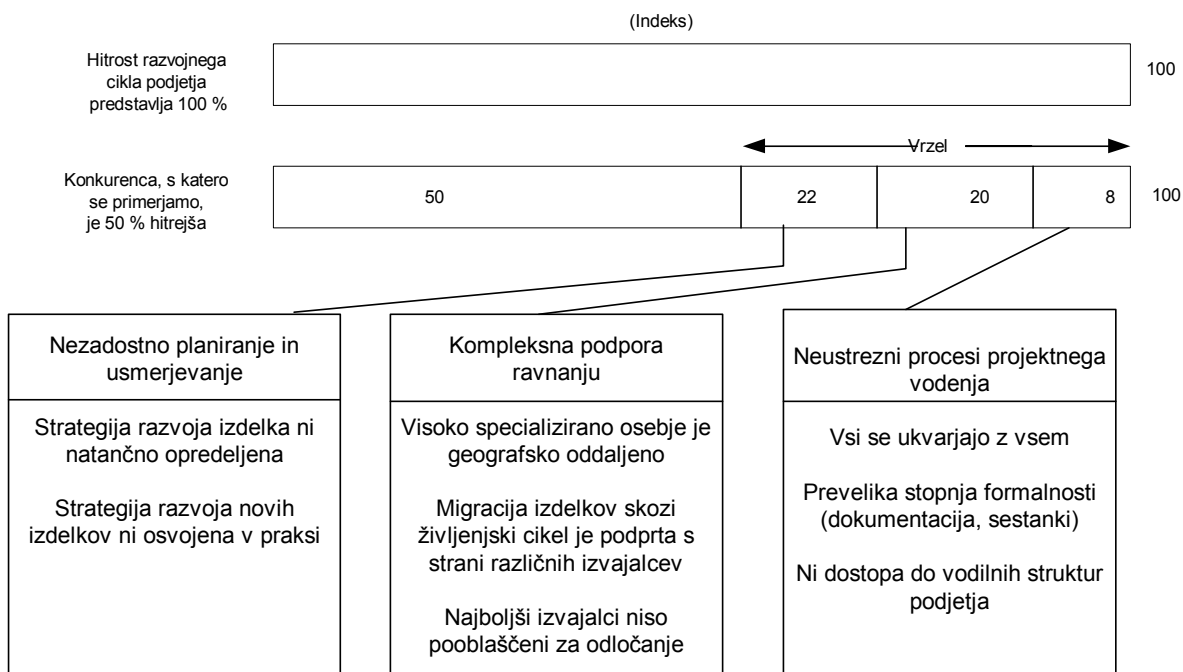 (Indeks)
Hitrost razvojnega
cikla podjetja
predstavlja 100 %
100
Vrzel
Konkurenca, s katero
se primerjamo,
je 50 % hitrejša
50
22
20
8
100
Nezadostno planiranje in
usmerjevanje
Strategija razvoja izdelka ni
natančno opredeljena
Strategija razvoja novih
izdelkov ni osvojena v praksi
Kompleksna podpora
ravnanju
Visoko specializirano osebje je
geografsko oddaljeno
Migracija izdelkov skozi
življenjski cikel je podprta s
strani različnih izvajalcev
Najboljši izvajalci niso
pooblaščeni za odločanje
Neustrezni procesi projektnega
vodenja
Vsi se ukvarjajo z vsem
Prevelika stopnja formalnosti
(dokumentacija, sestanki)
Ni dostopa do vodilnih struktur
podjetja